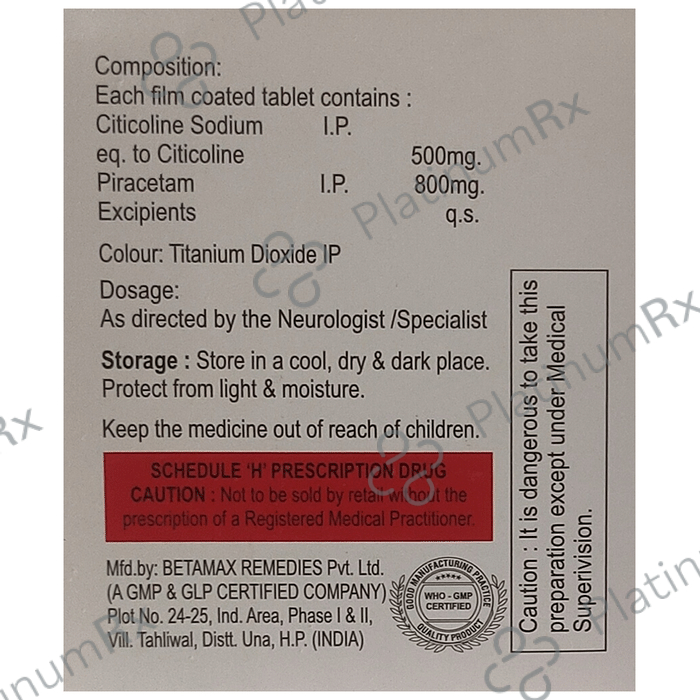 Composition:
Each film coated tablet contains :
Citicoline Sodium I.P.
eq. to Citicoline 500mg.
Piracetam I.P. 800mg.
Excipients q.s.
Colour: Titanium Dioxide IP
Dosage:
As directed by the Neurologist /Specialist
Storage : Store in a cool, dry & dark place.
Protect from light & moisture.
Keep the medicine out of reach of children.
SCHEDULE 'H' PRESCRIPTION DRUG
CAUTION : Not to be sold by retail without the
prescription of a Registered Medical Practitioner.
Mfd.by: BETAMAX REMEDIES Pvt. Ltd.
(A GMP & GLP CERTIFIED COMPANY)
Plot No. 24-25, Ind. Area, Phase I & II,
Vill. Tahliwal, Distt. Una, H.P. (INDIA)
GOOD MANUFACTURING PRACTICE
WHO - GMP
CERTIFIED
QUALITY PRODUCT
Caution : It is dangerous to take this
preparation except under Medical
Superivision.
PlatinumRx
PlatinumRx
PlatinumRx
PlatinumRx